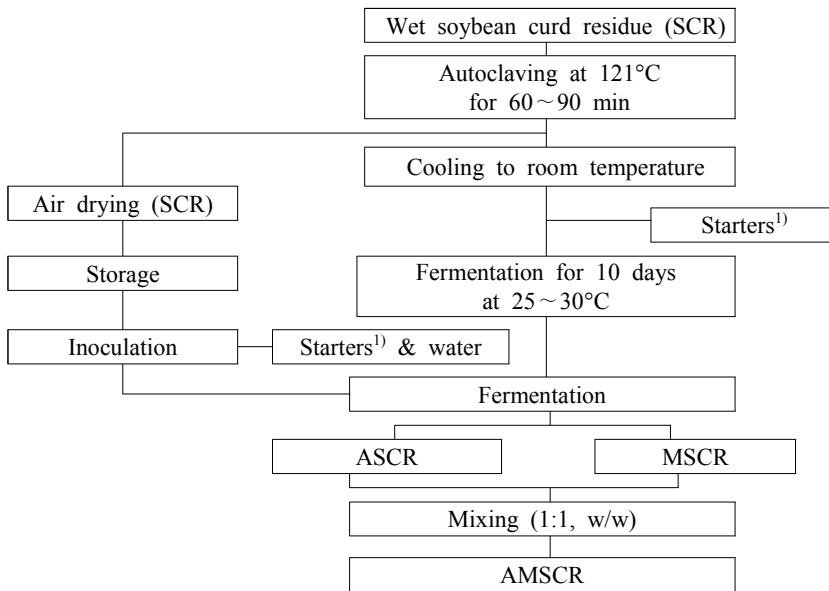 Wet soybean curd residue (SCR)
Autoclaving at 121°C
for 60～90 min
Cooling to room temperature
Air drying (SCR)
Starters1)
Storage
Fermentation for 10 days
at 25～30°C
Inoculation
Starters1) & water
Fermentation
ASCR
MSCR
Mixing (1:1, w/w)
AMSCR